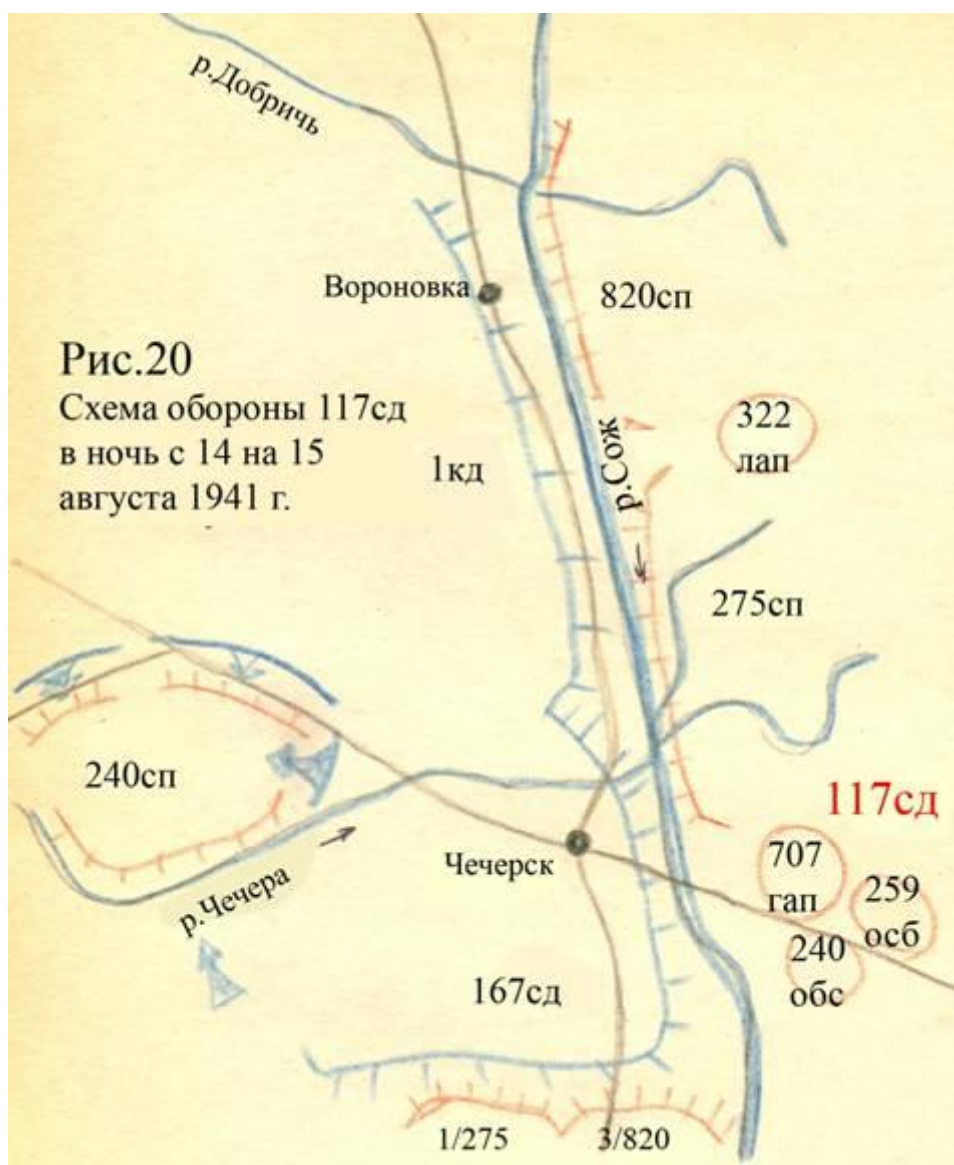 р.Добричь
Вороновка
820сп
Рис.20
Схема обороны 117сд
в ночь с 14 на 15
августа 1941 г.
1кд
р.Сож
322
лап
275сп
240сп
117сд
Чечерск
707
гап
259
осб
р.Чечера
240
обс
167сд
1/275
3/820